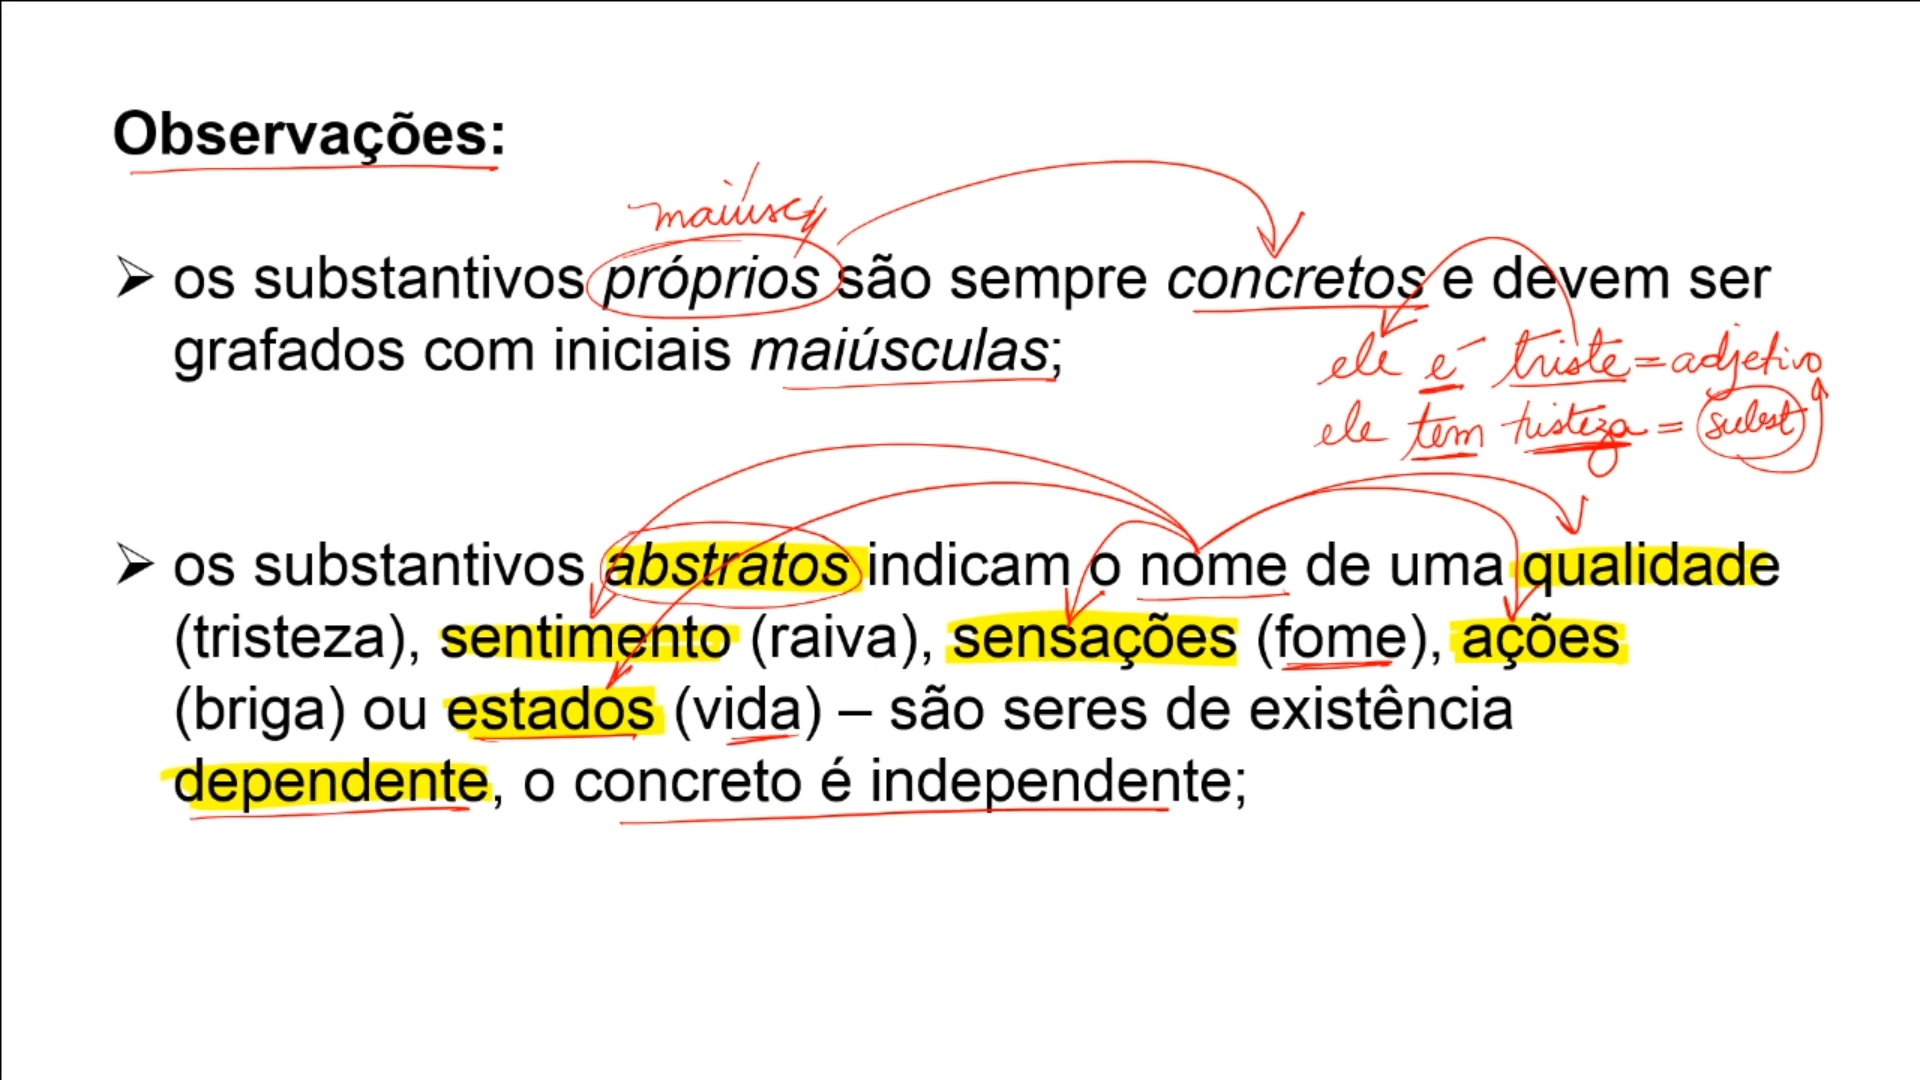 Observações:
maiúsc
➢ os substantivos próprios são sempre concretos e devem ser
grafados com iniciais maiúsculas;
ele é triste = adjetivo
ele tem tristeza = subst
➢ os substantivos abstratos indicam o nome de uma qualidade
(tristeza), sentimento (raiva), sensações (fome), ações
(briga) ou estados (vida) – são seres de existência
dependente, o concreto é independente;